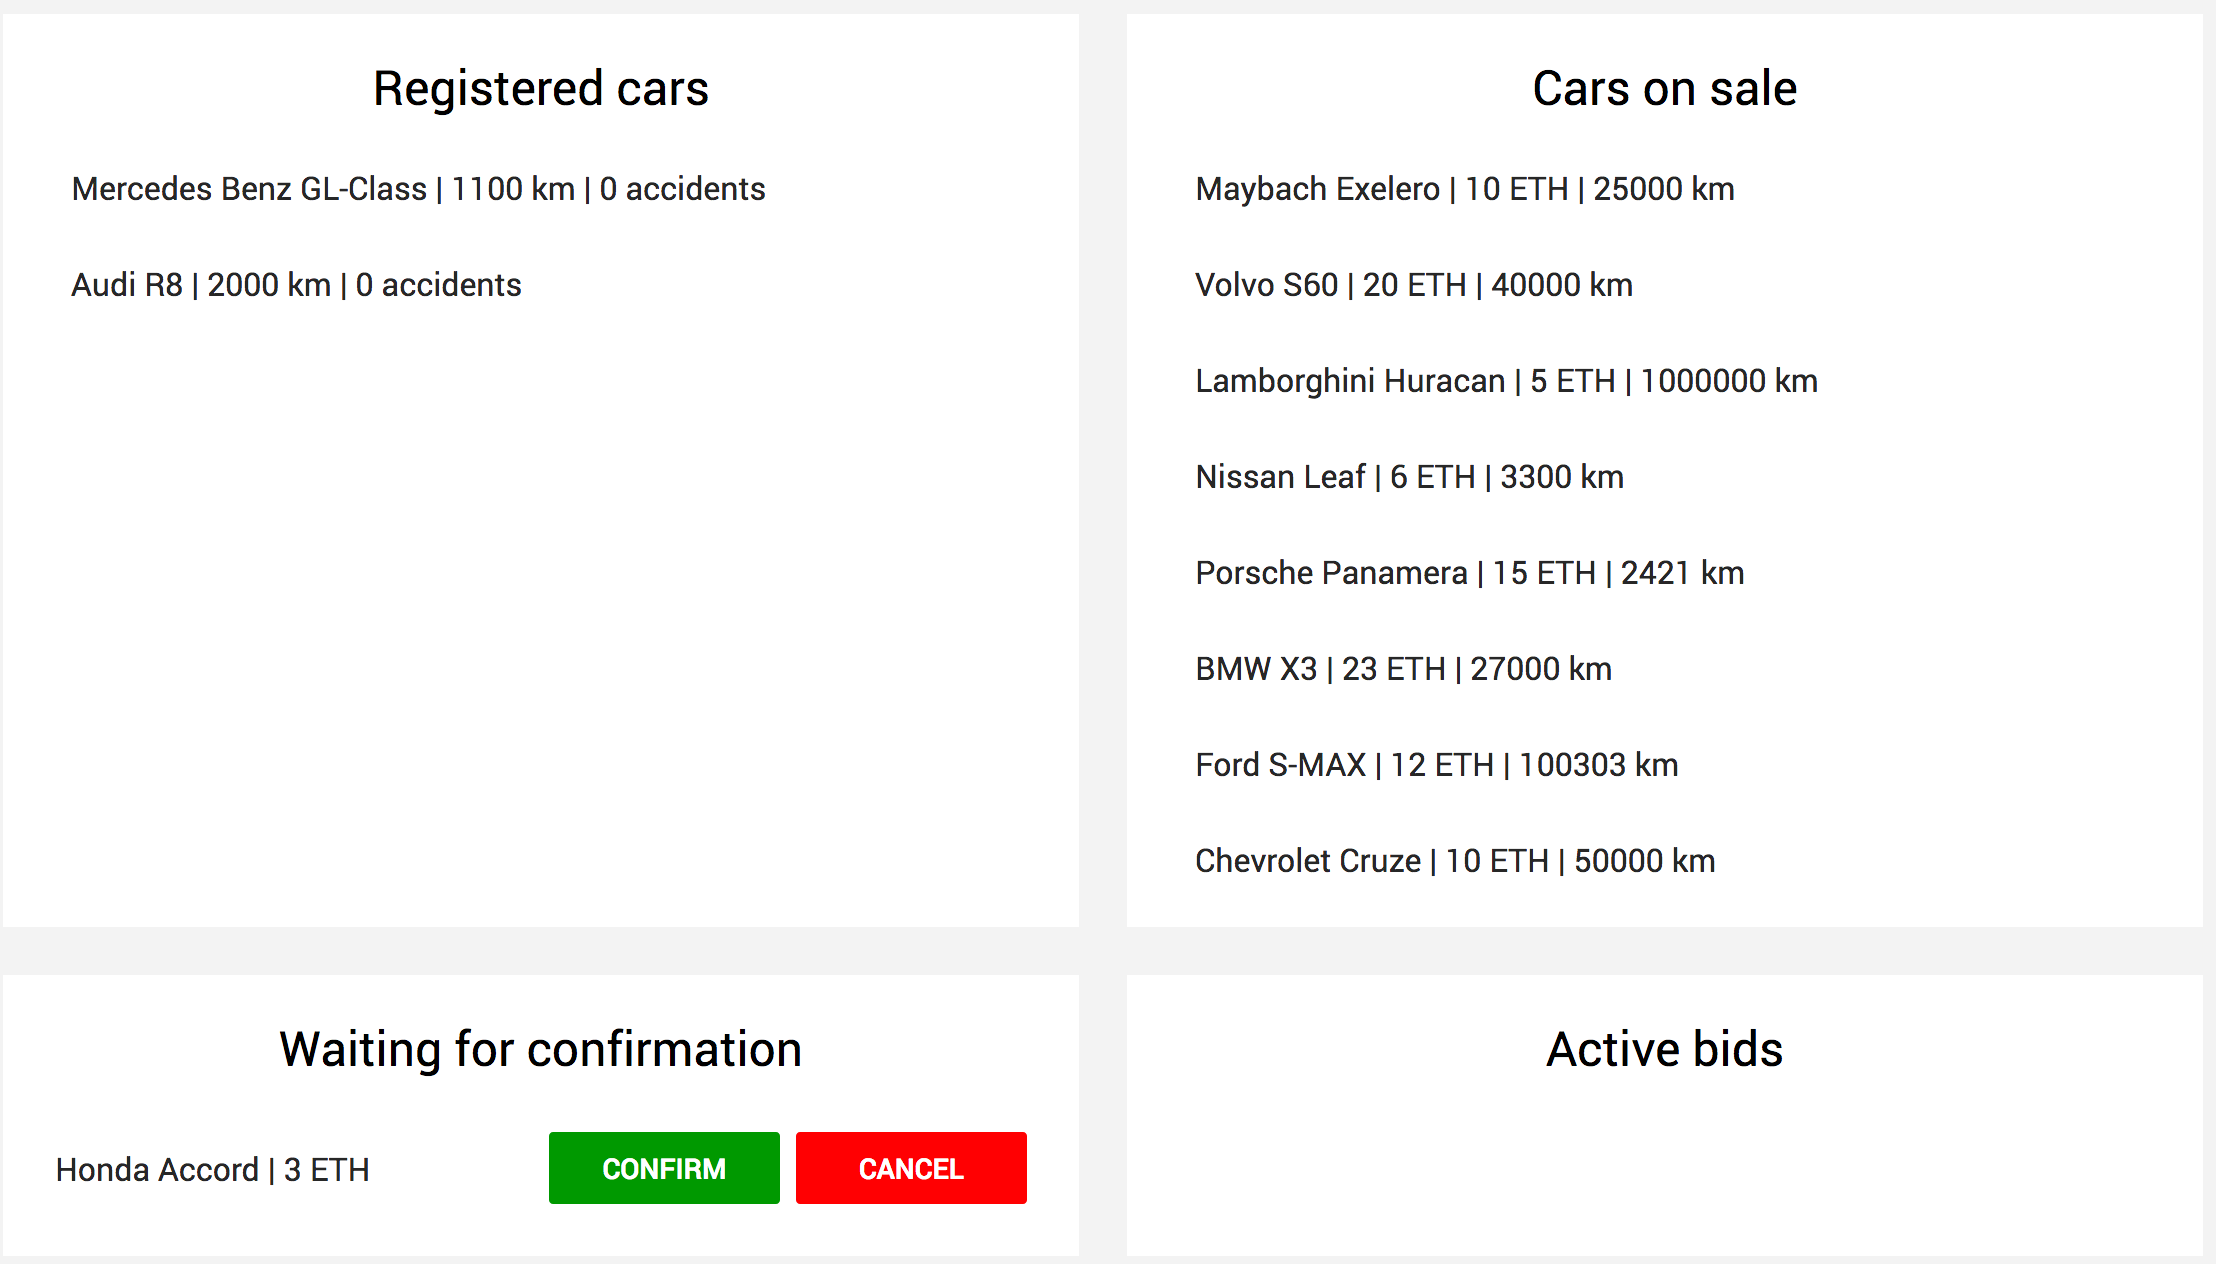 Registered cars
Mercedes Benz GL-Class | 1100 km | 0 accidents
Audi R8 | 2000 km | 0 accidents
Cars on sale
Maybach Exelero | 10 ETH | 25000 km
Volvo S60 | 20 ETH | 40000 km
Lamborghini Huracan | 5 ETH | 1000000 km
Nissan Leaf | 6 ETH | 3300 km
Porsche Panamera | 15 ETH | 2421 km
BMW X3 | 23 ETH | 27000 km
Ford S-MAX | 12 ETH | 100303 km
Chevrolet Cruze | 10 ETH | 50000 km
Waiting for confirmation
Honda Accord | 3 ETH CONFIRM CANCEL
Active bids